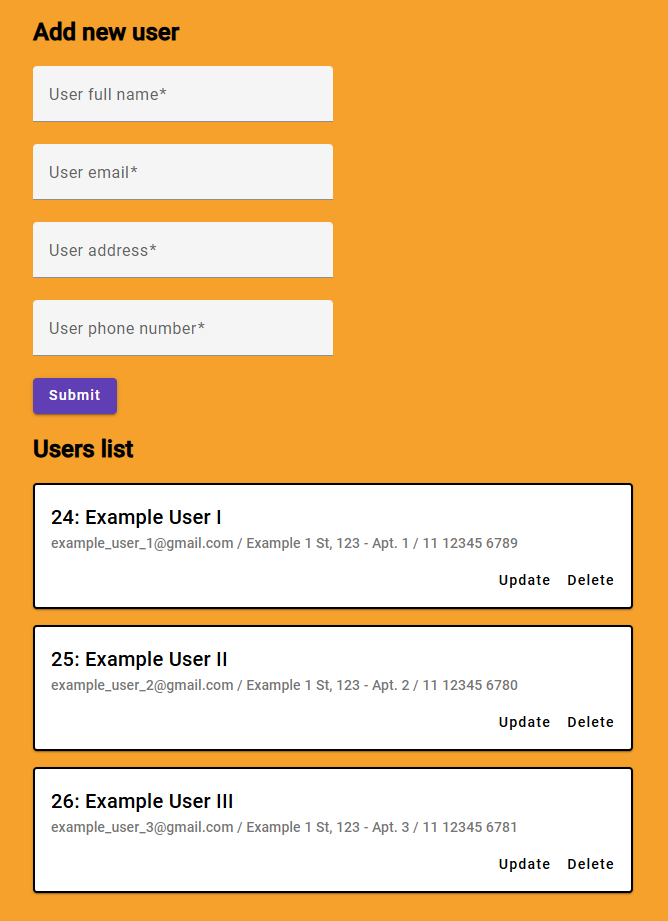 Add new user
User full name*
User email*
User address*
User phone number*
Submit
Users list
24: Example User I
example_user_1@gmail.com / Example 1 St, 123 - Apt. 1 / 11 12345 6789
Update Delete
25: Example User II
example_user_2@gmail.com / Example 1 St, 123 - Apt. 2 / 11 12345 6780
Update Delete
26: Example User III
example_user_3@gmail.com / Example 1 St, 123 - Apt. 3 / 11 12345 6781
Update Delete